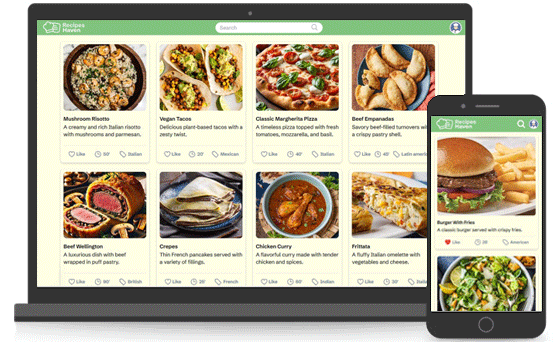 Recipes
Haven
Search
Mushroom Risotto
A creamy and rich Italian risotto
with mushrooms and parmesan.
Like 50' Italian
Vegan Tacos
Delicious plant-based tacos with a
zesty twist.
Like 30' Mexican
Classic Margherita Pizza
A timeless pizza topped with fresh
tomatoes, mozzarella, and basil.
Like 40' Italian
Beef Empanadas
Savory beef-filled turnovers with
a crispy pastry shell.
Like 40' Latin americ
Beef Wellington
A luxurious dish with beef
wrapped in puff pastry.
Like 90' British
Crepes
Thin French pancakes served with
a variety of fillings.
Like French
Chicken Curry
A flavorful curry made with tender
chicken and spices.
Like Indian
Frittata
A fluffy Italian omelette with
vegetables and cheese.
Like Italian
Recipes
Haven
Burger With Fries
A classic burger served with crispy fries.
Like American